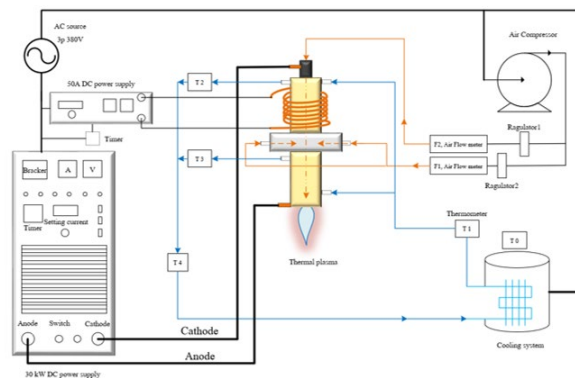 AC source
3p 380V
Air Compressor
50A DC power supply
T 2
Timer
F2, Air Flow meter
Ragulator1
Bracker
A
V
T 3
F1, Air Flow meter
Ragulator2
Setting current
Timer
Thermometer
T 1
T 0
T 4
Thermal plasma
Anode
Switch
Cathode
Cathode
Anode
Cooling system
30 kW DC power supply